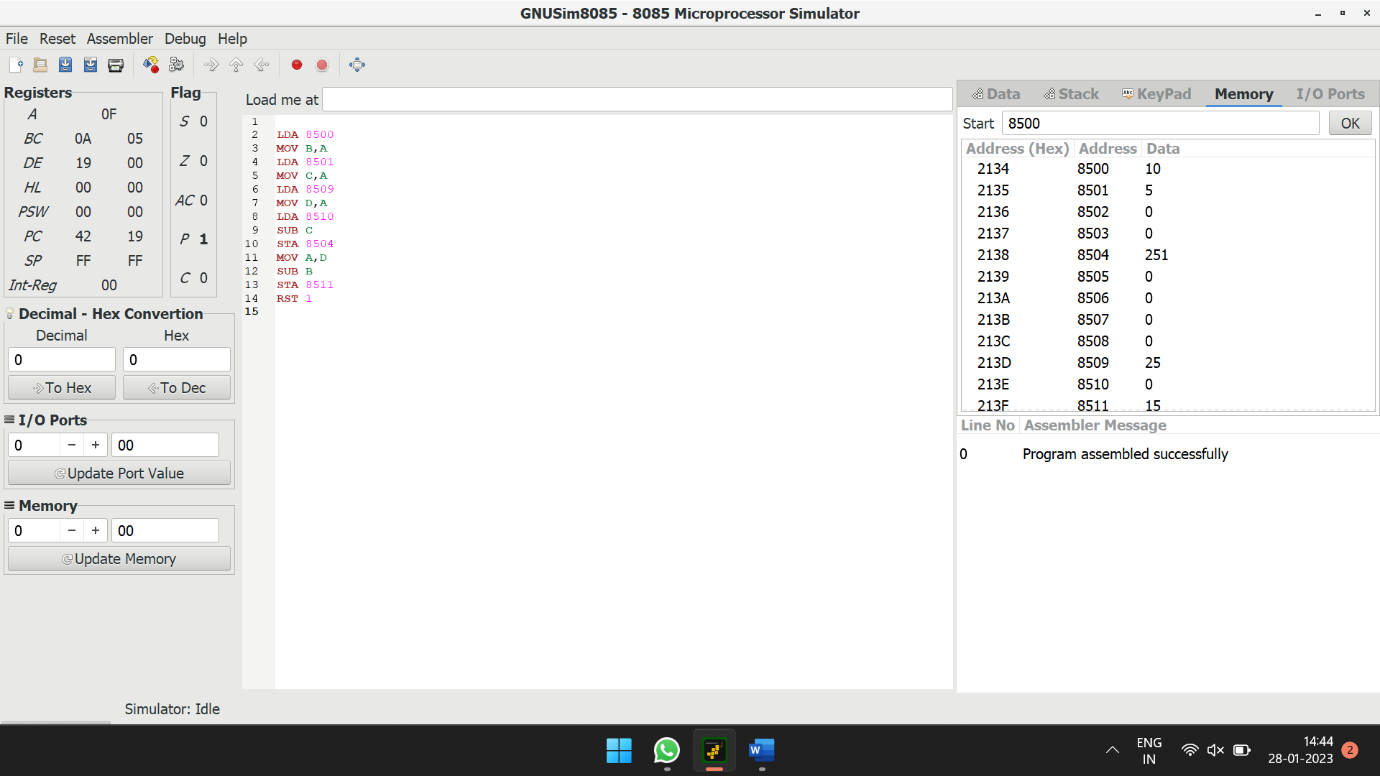 GNUSim8085 - 8085 Microprocessor Simulator
File Reset Assembler Debug Help
Registers
A 0F
BC 0A 05
DE 19 00
HL 00 00
PSW 00 00
PC 42 19
SP FF FF
Int-Reg 00
Flag
S 0
Z 0
AC 0
P 1
C 0
Decimal - Hex Convertion
Decimal Hex
0 0
To Hex To Dec
I/O Ports
0 - + 00
Update Port Value
Memory
0 - + 00
Update Memory
Load me at
1
2 LDA 8500
3 MOV B,A
4 LDA 8501
5 MOV C,A
6 LDA 8509
7 MOV D,A
8 LDA 8510
9 SUB C
10 STA 8504
11 MOV A,D
12 SUB B
13 STA 8511
14 RST 1
15
Data Stack KeyPad Memory I/O Ports
Start 8500 OK
Address (Hex) Address Data
2134 8500 10
2135 8501 5
2136 8502 0
2137 8503 0
2138 8504 251
2139 8505 0
213A 8506 0
213B 8507 0
213C 8508 0
213D 8509 25
213E 8510 0
213F 8511 15
Line No Assembler Message
0 Program assembled successfully
Simulator: Idle
W
ENG
IN
14:44
28-01-2023
2